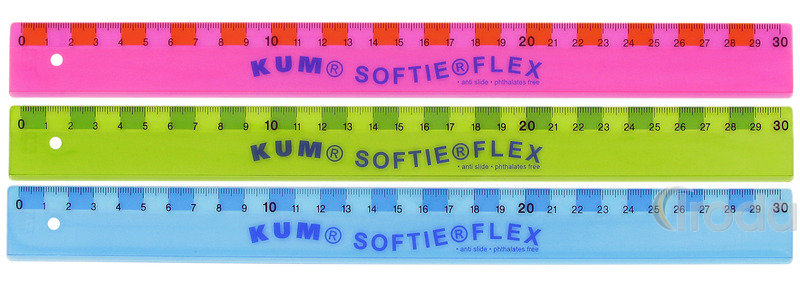 0 1 2 3 4 5 6 7 8 9 10 11 12 13 14 15 16 17 18 19 20 21 22 23 24 25 26 27 28 29 30
KUM® SOFTIE®FLEX
• anti slide • phthalates free
0 1 2 3 4 5 6 7 8 9 10 11 12 13 14 15 16 17 18 19 20 21 22 23 24 25 26 27 28 29 30
KUM® SOFTIE®FLEX
• anti slide • phthalates free
0 1 2 3 4 5 6 7 8 9 10 11 12 13 14 15 16 17 18 19 20 21 22 23 24 25 26 27 28 29 30
iroda
KUM® SOFTIE®FLEX
• anti slide • phthalates free